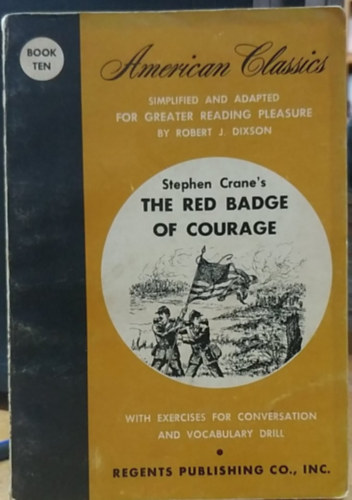 BOOK
TEN
American Classics
SIMPLIFIED AND ADAPTED
FOR GREATER READING PLEASURE
BY ROBERT J. DIXSON
Stephen Crane's
THE RED BADGE
OF COURAGE
WITH EXERCISES FOR CONVERSATION
AND VOCABULARY DRILL
REGENTS PUBLISHING CO., INC.